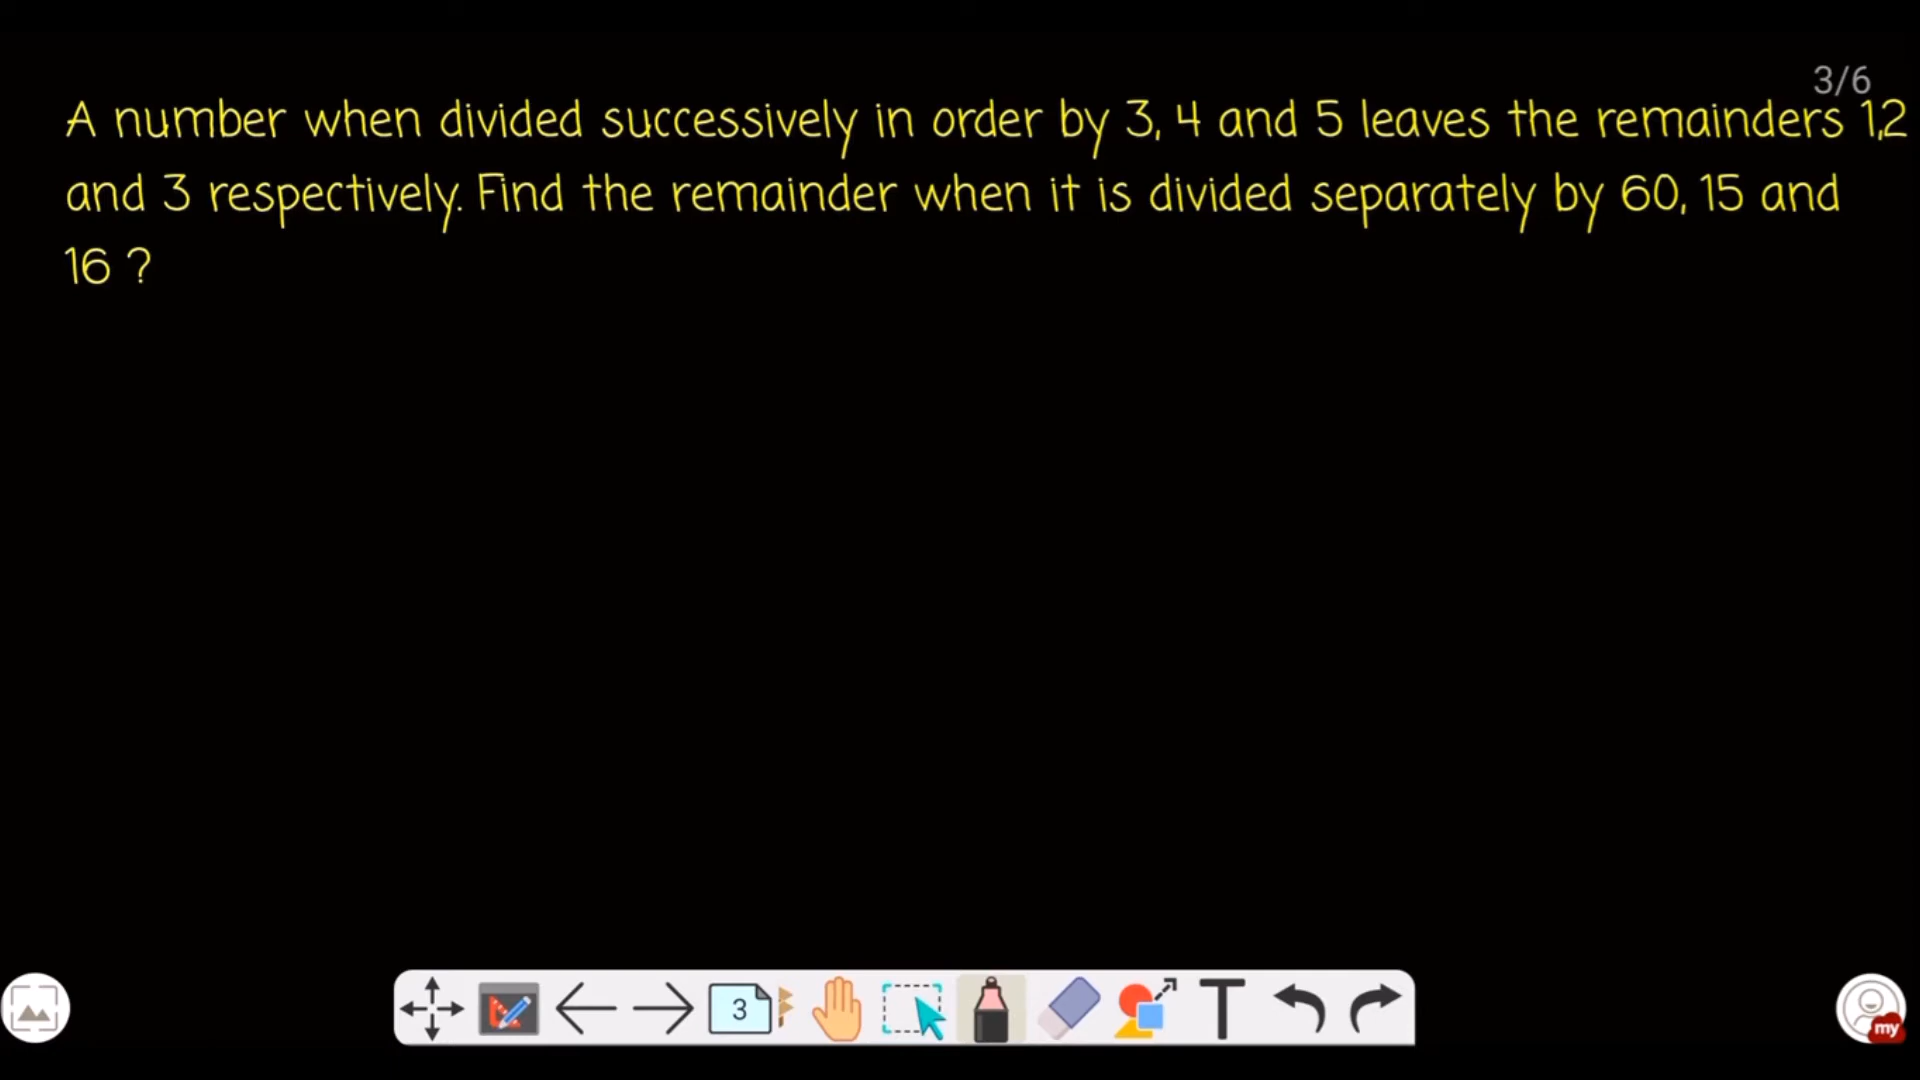 3/6
A number when divided successively in order by 3, 4 and 5 leaves the remainders 1,2
and 3 respectively. Find the remainder when it is divided separately by 60, 15 and
16 ?
3
T
my